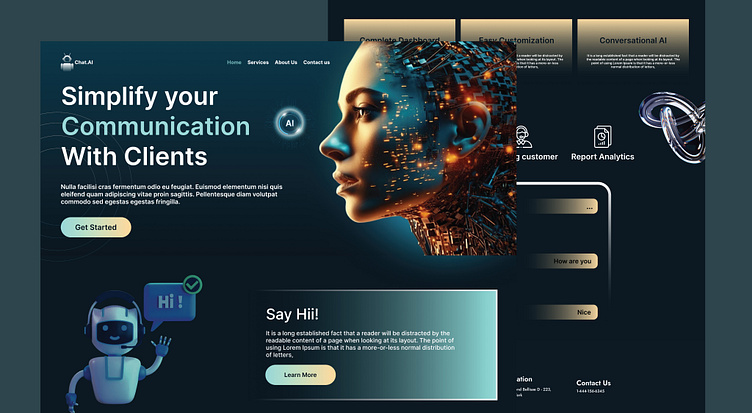 Chat.AI
Home Services About Us Contact us
Simplify your
Communication
With Clients
AI
Nulla facilisi cras fermentum odio eu feugiat. Euismod elementum nisi quis
eleifend quam adipiscing vitae proin sagittis. Pellentesque diam volutpat
commodo sed egestas egestas fringilla.
Get Started
Hi !
Say Hii!
It is a long established fact that a reader will be distracted by the
readable content of a page when looking at its layout. The point of
using Lorem Ipsum is that it has a more-or-less normal distribution
of letters,
Learn More
Complete Dashboard
Easy Customization
Conversational AI
It is a long established fact that a reader will be distracted by
the readable content of a page when looking at its layout. The
point of using Lorem Ipsum is that it has a more-or-less
normal distribution of letters,
customer
Report Analytics
...
How are you
Nice
Contact Us